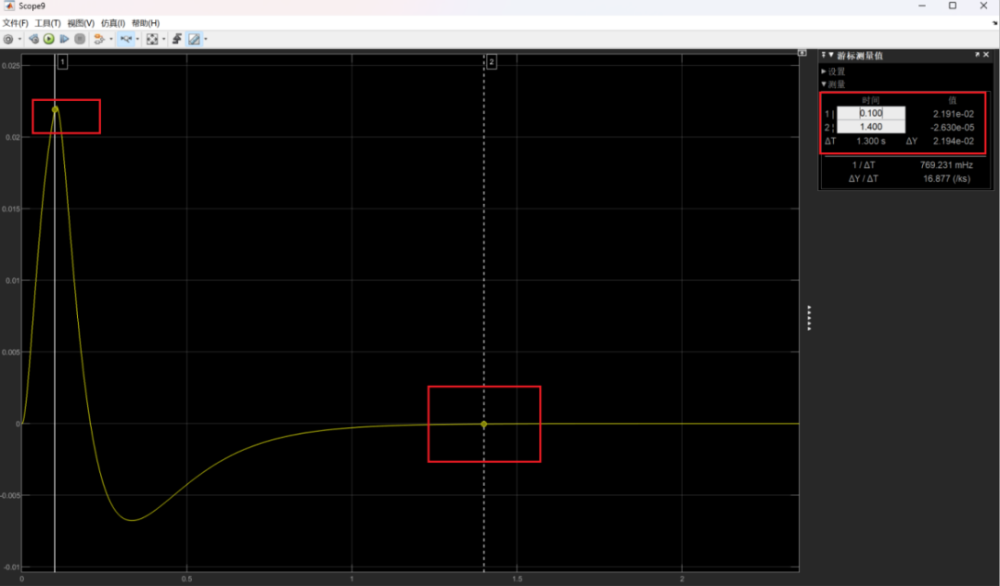 Scope9
文件(F) 工具(T) 视图(V) 仿真(I) 帮助(H)
游标测量值
设置
测量
时间 值
1 0.100 2.191e-02
2 1.400 -2.630e-05
ΔT 1.300 s ΔY 2.194e-02
1 / ΔT 769.231 mHz
ΔY / ΔT 16.877 (/ks)
1
2
0.025
0.02
0.015
0.01
0.005
0
-0.005
-0.01
0 0.5 1 1.5 2